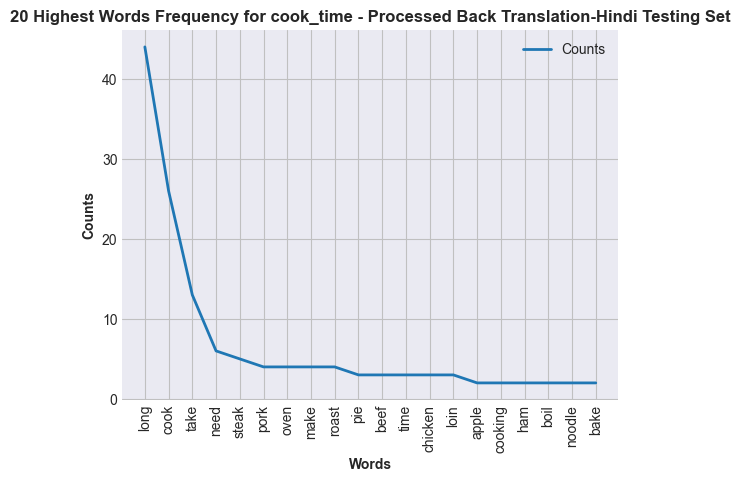 20 Highest Words Frequency for cook_time - Processed Back Translation-Hindi Testing Set
Counts
40
30
20
10
0
Counts
long
cook
take
need
steak
pork
oven
make
roast
pie
beef
time
chicken
loin
apple
cooking
ham
boil
noodle
bake
Words